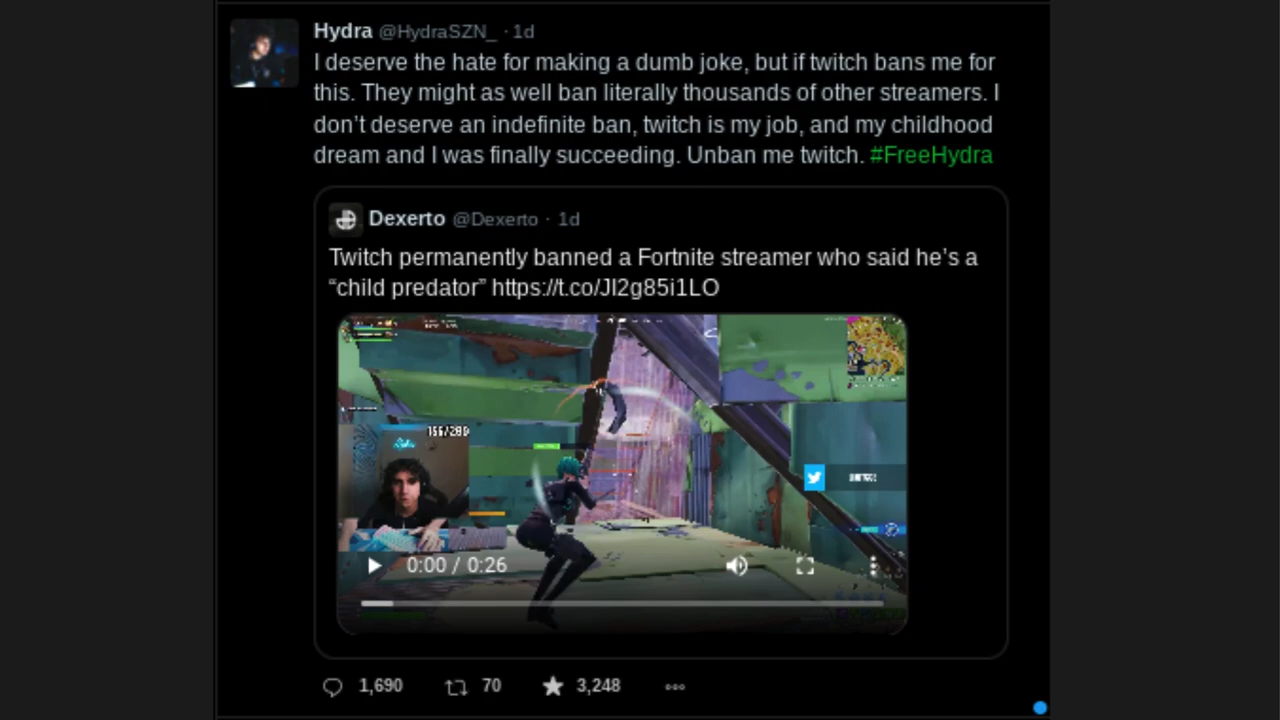 Hydra @HydraSZN_ · 1d
I deserve the hate for making a dumb joke, but if twitch bans me for
this. They might as well ban literally thousands of other streamers. I
don’t deserve an indefinite ban, twitch is my job, and my childhood
dream and I was finally succeeding. Unban me twitch. #FreeHydra
Dexerto @Dexerto · 1d
Twitch permanently banned a Fortnite streamer who said he’s a
“child predator” https://t.co/JI2g85i1LO
0:00 / 0:26
1,690 70 3,248